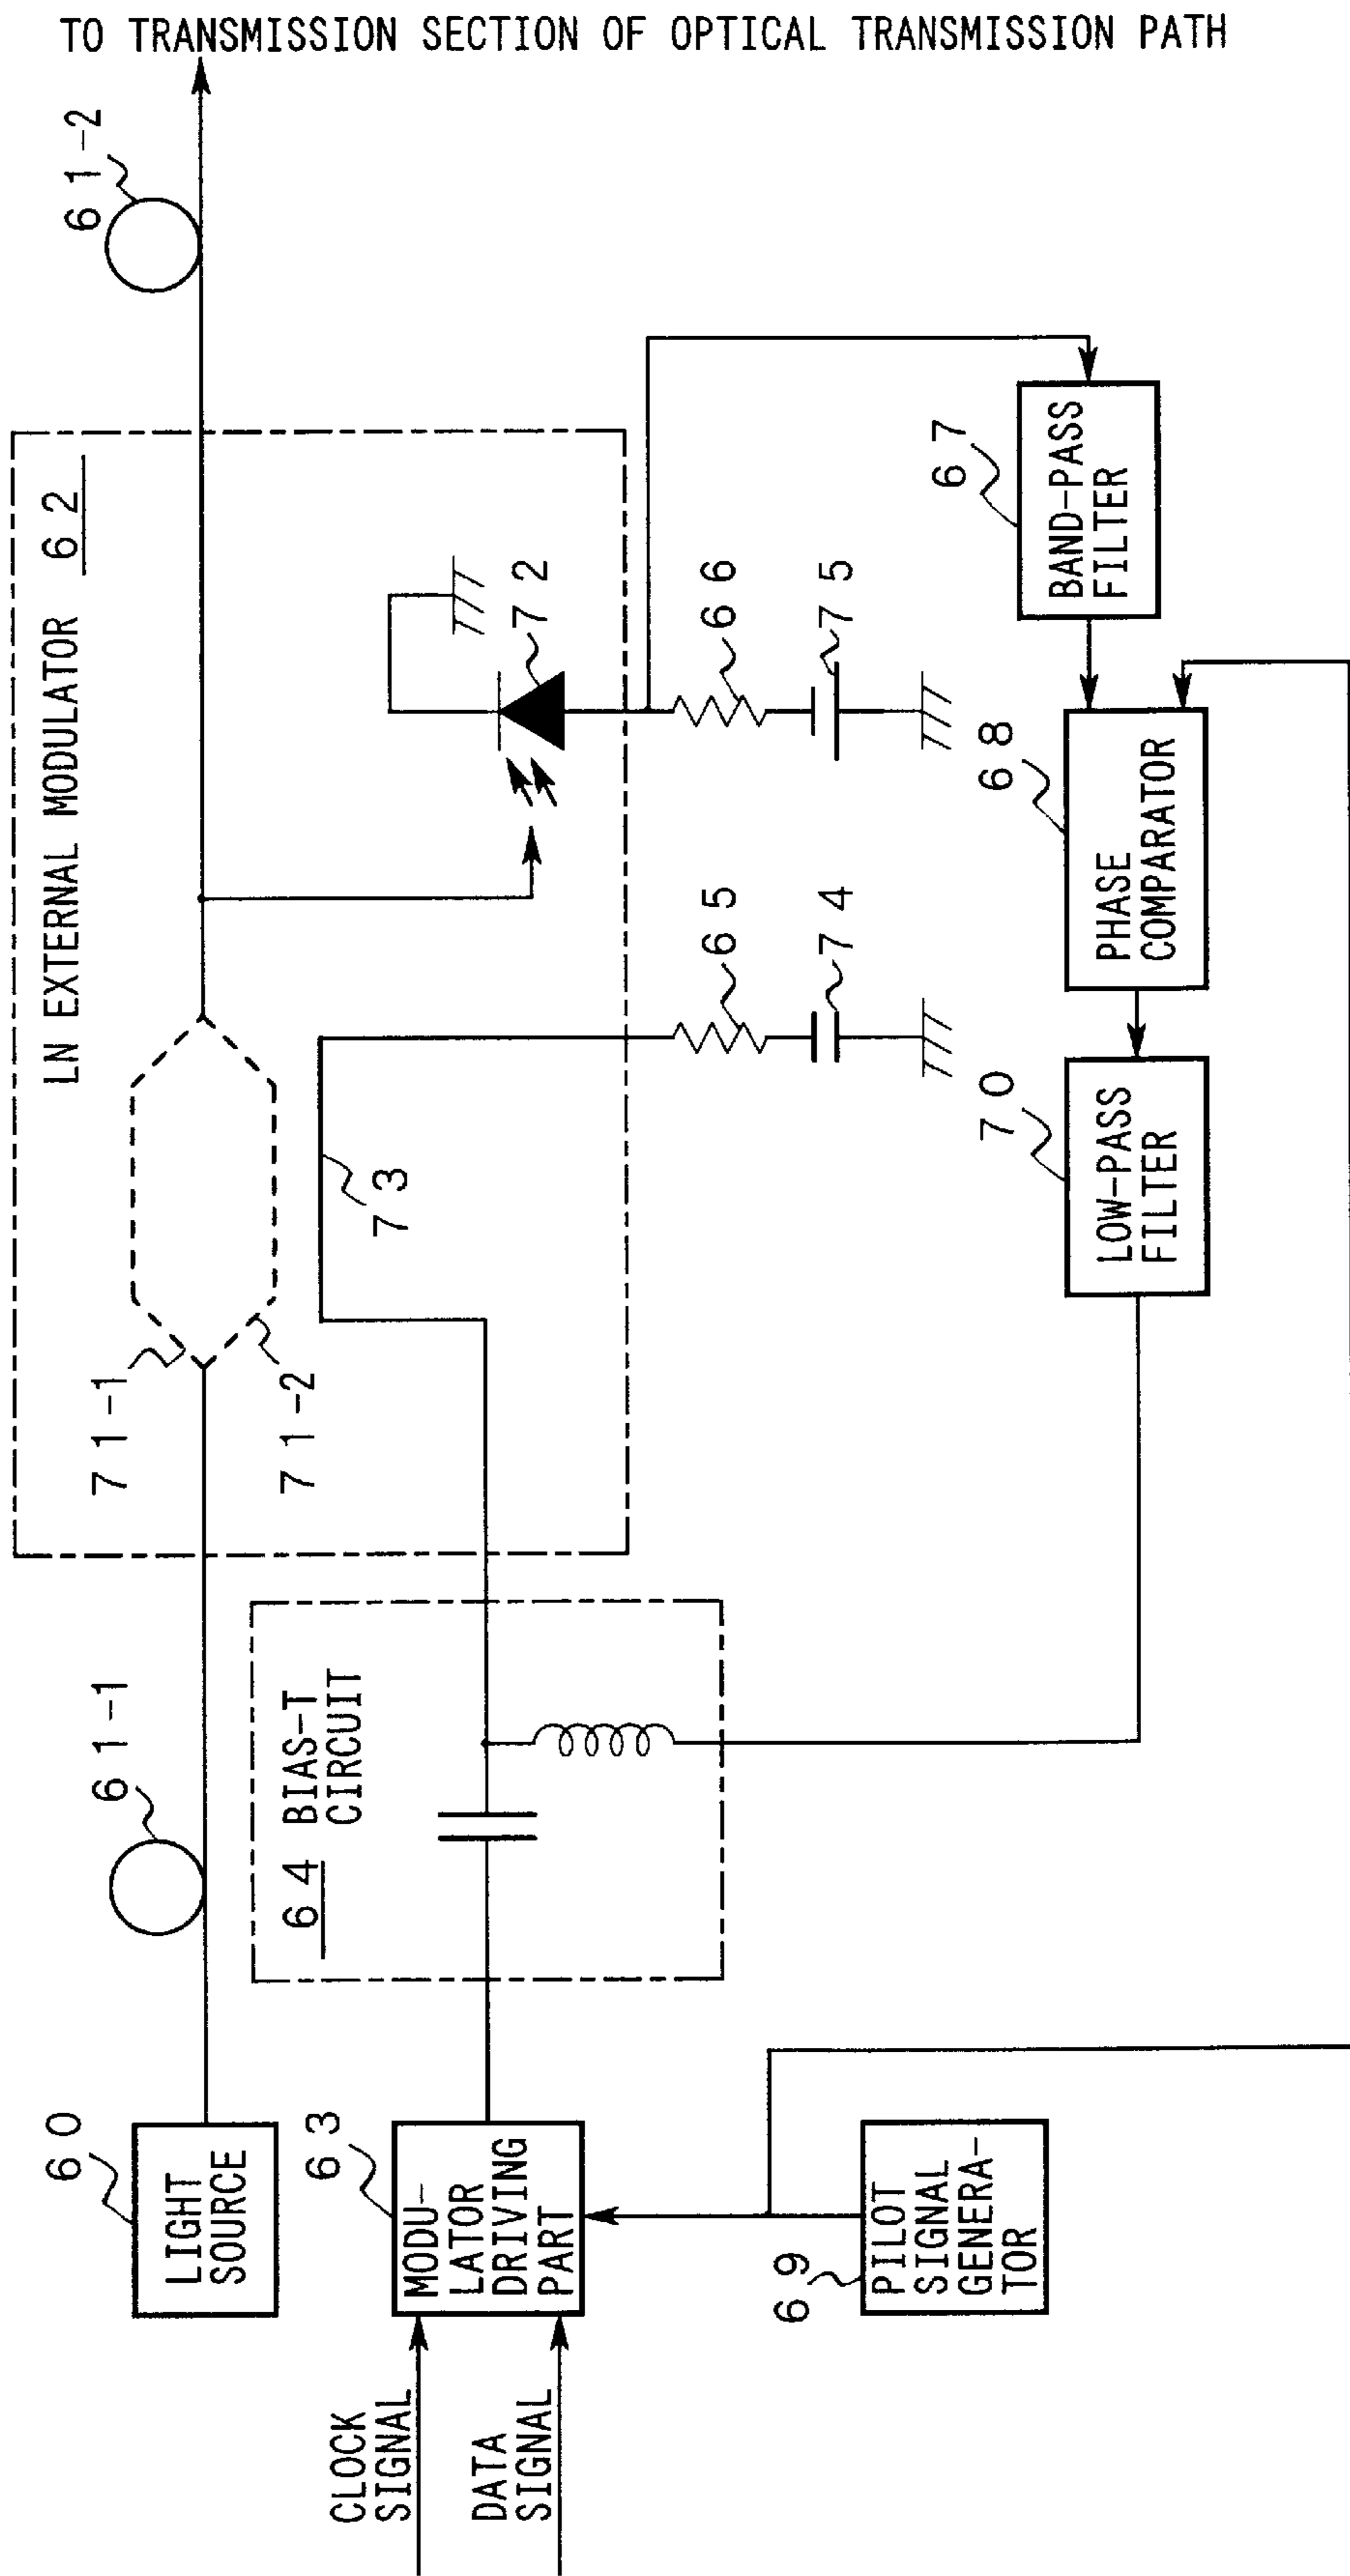 TO TRANSMISSION SECTION OF OPTICAL TRANSMISSION PATH
61-2
LN EXTERNAL MODULATOR 62
72
71-1
71-2
73
66
75
65
74
67
BAND-PASS
FILTER
68
PHASE
COMPARATOR
70
LOW-PASS
FILTER
61-1
64 BIAS-T
CIRCUIT
60
LIGHT
SOURCE
63
MODU-
LATOR
DRIVING
PART
69
PILOT
SIGNAL
GENERA-
TOR
CLOCK
SIGNAL
DATA
SIGNAL